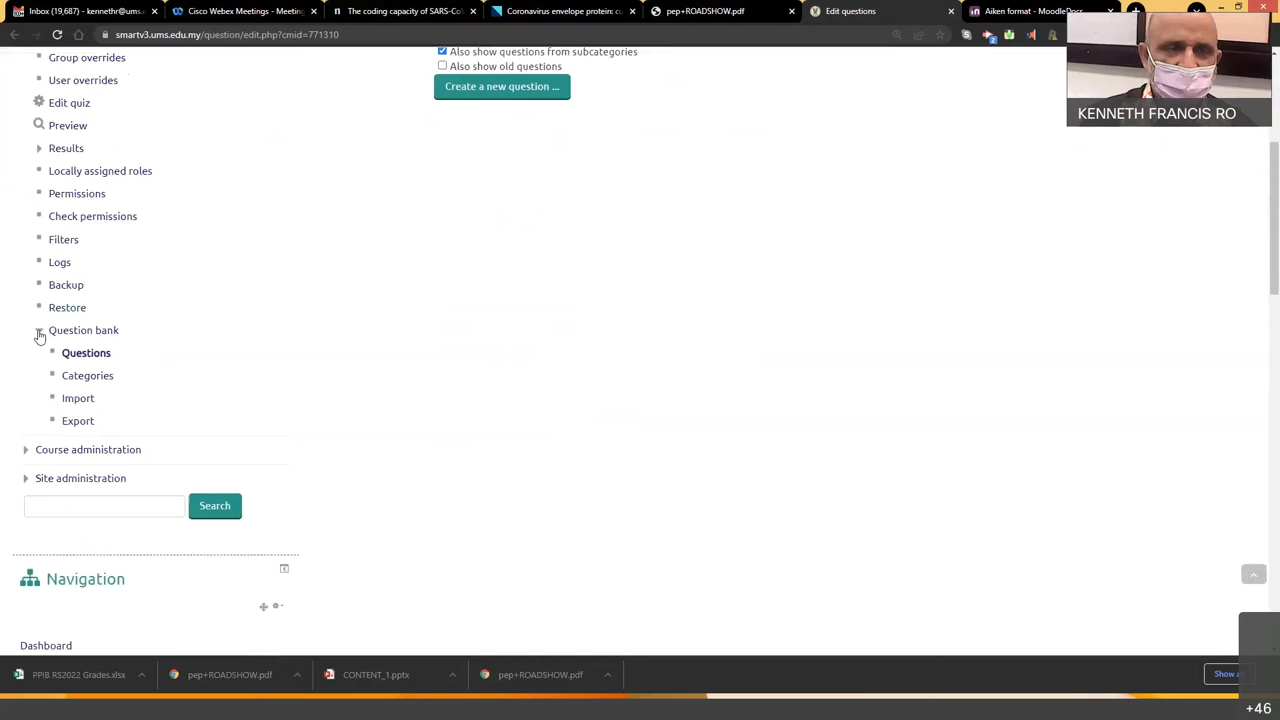 Inbox (19,687) - kennethr@ums.e
Cisco Webex Meetings - Meeting
The coding capacity of SARS-CoV
Coronavirus envelope protein: cu
pep+ROADSHOW.pdf
Edit questions
Aiken format - MoodleDocs
smartv3.ums.edu.my/question/edit.php?cmid=771310
Group overrides
User overrides
Edit quiz
Preview
Results
Locally assigned roles
Permissions
Check permissions
Filters
Logs
Backup
Restore
Question bank
Questions
Categories
Import
Export
Course administration
Site administration
Search
Navigation
Dashboard
Also show questions from subcategories
Also show old questions
Create a new question ...
KENNETH FRANCIS RO
PPIB RS2022 Grades.xlsx
pep+ROADSHOW.pdf
CONTENT_1.pptx
pep+ROADSHOW.pdf
Show a
+46